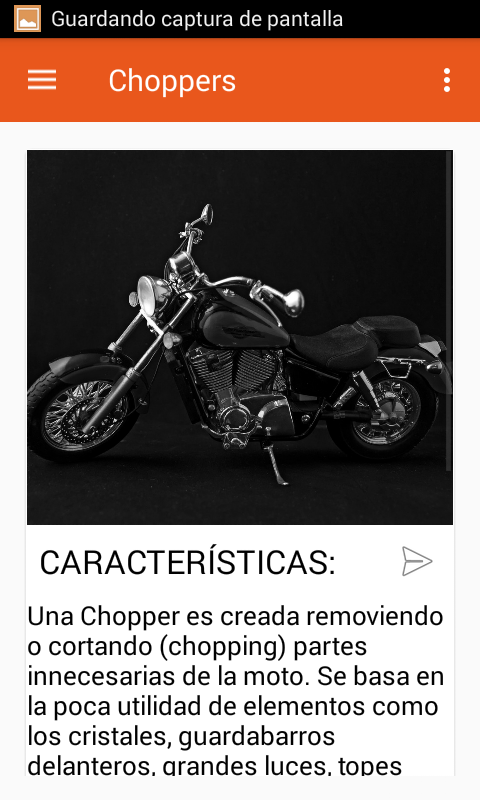 Guardando captura de pantalla
Choppers
CARACTERÍSTICAS:
Una Chopper es creada removiendo
o cortando (chopping) partes
innecesarias de la moto. Se basa en
la poca utilidad de elementos como
los cristales, guardabarros
delanteros, grandes luces, topes